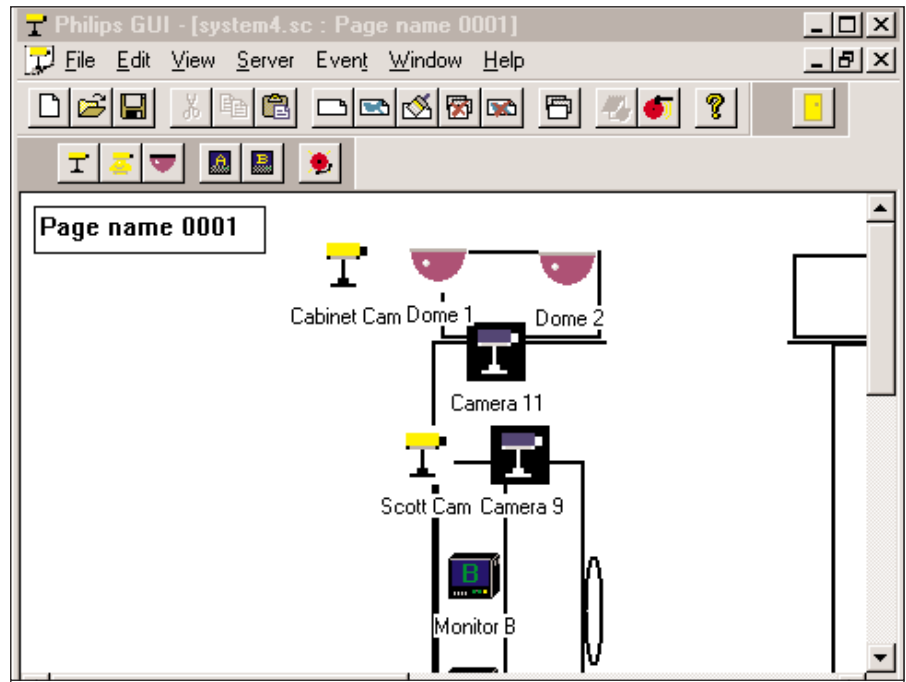 Philips GUI - [system4.sc : Page name 0001]
File Edit View Server Event Window Help
A B
Page name 0001
Cabinet Cam Dome 1 Dome 2
Camera 11
Scott Cam Camera 9
B
Monitor B